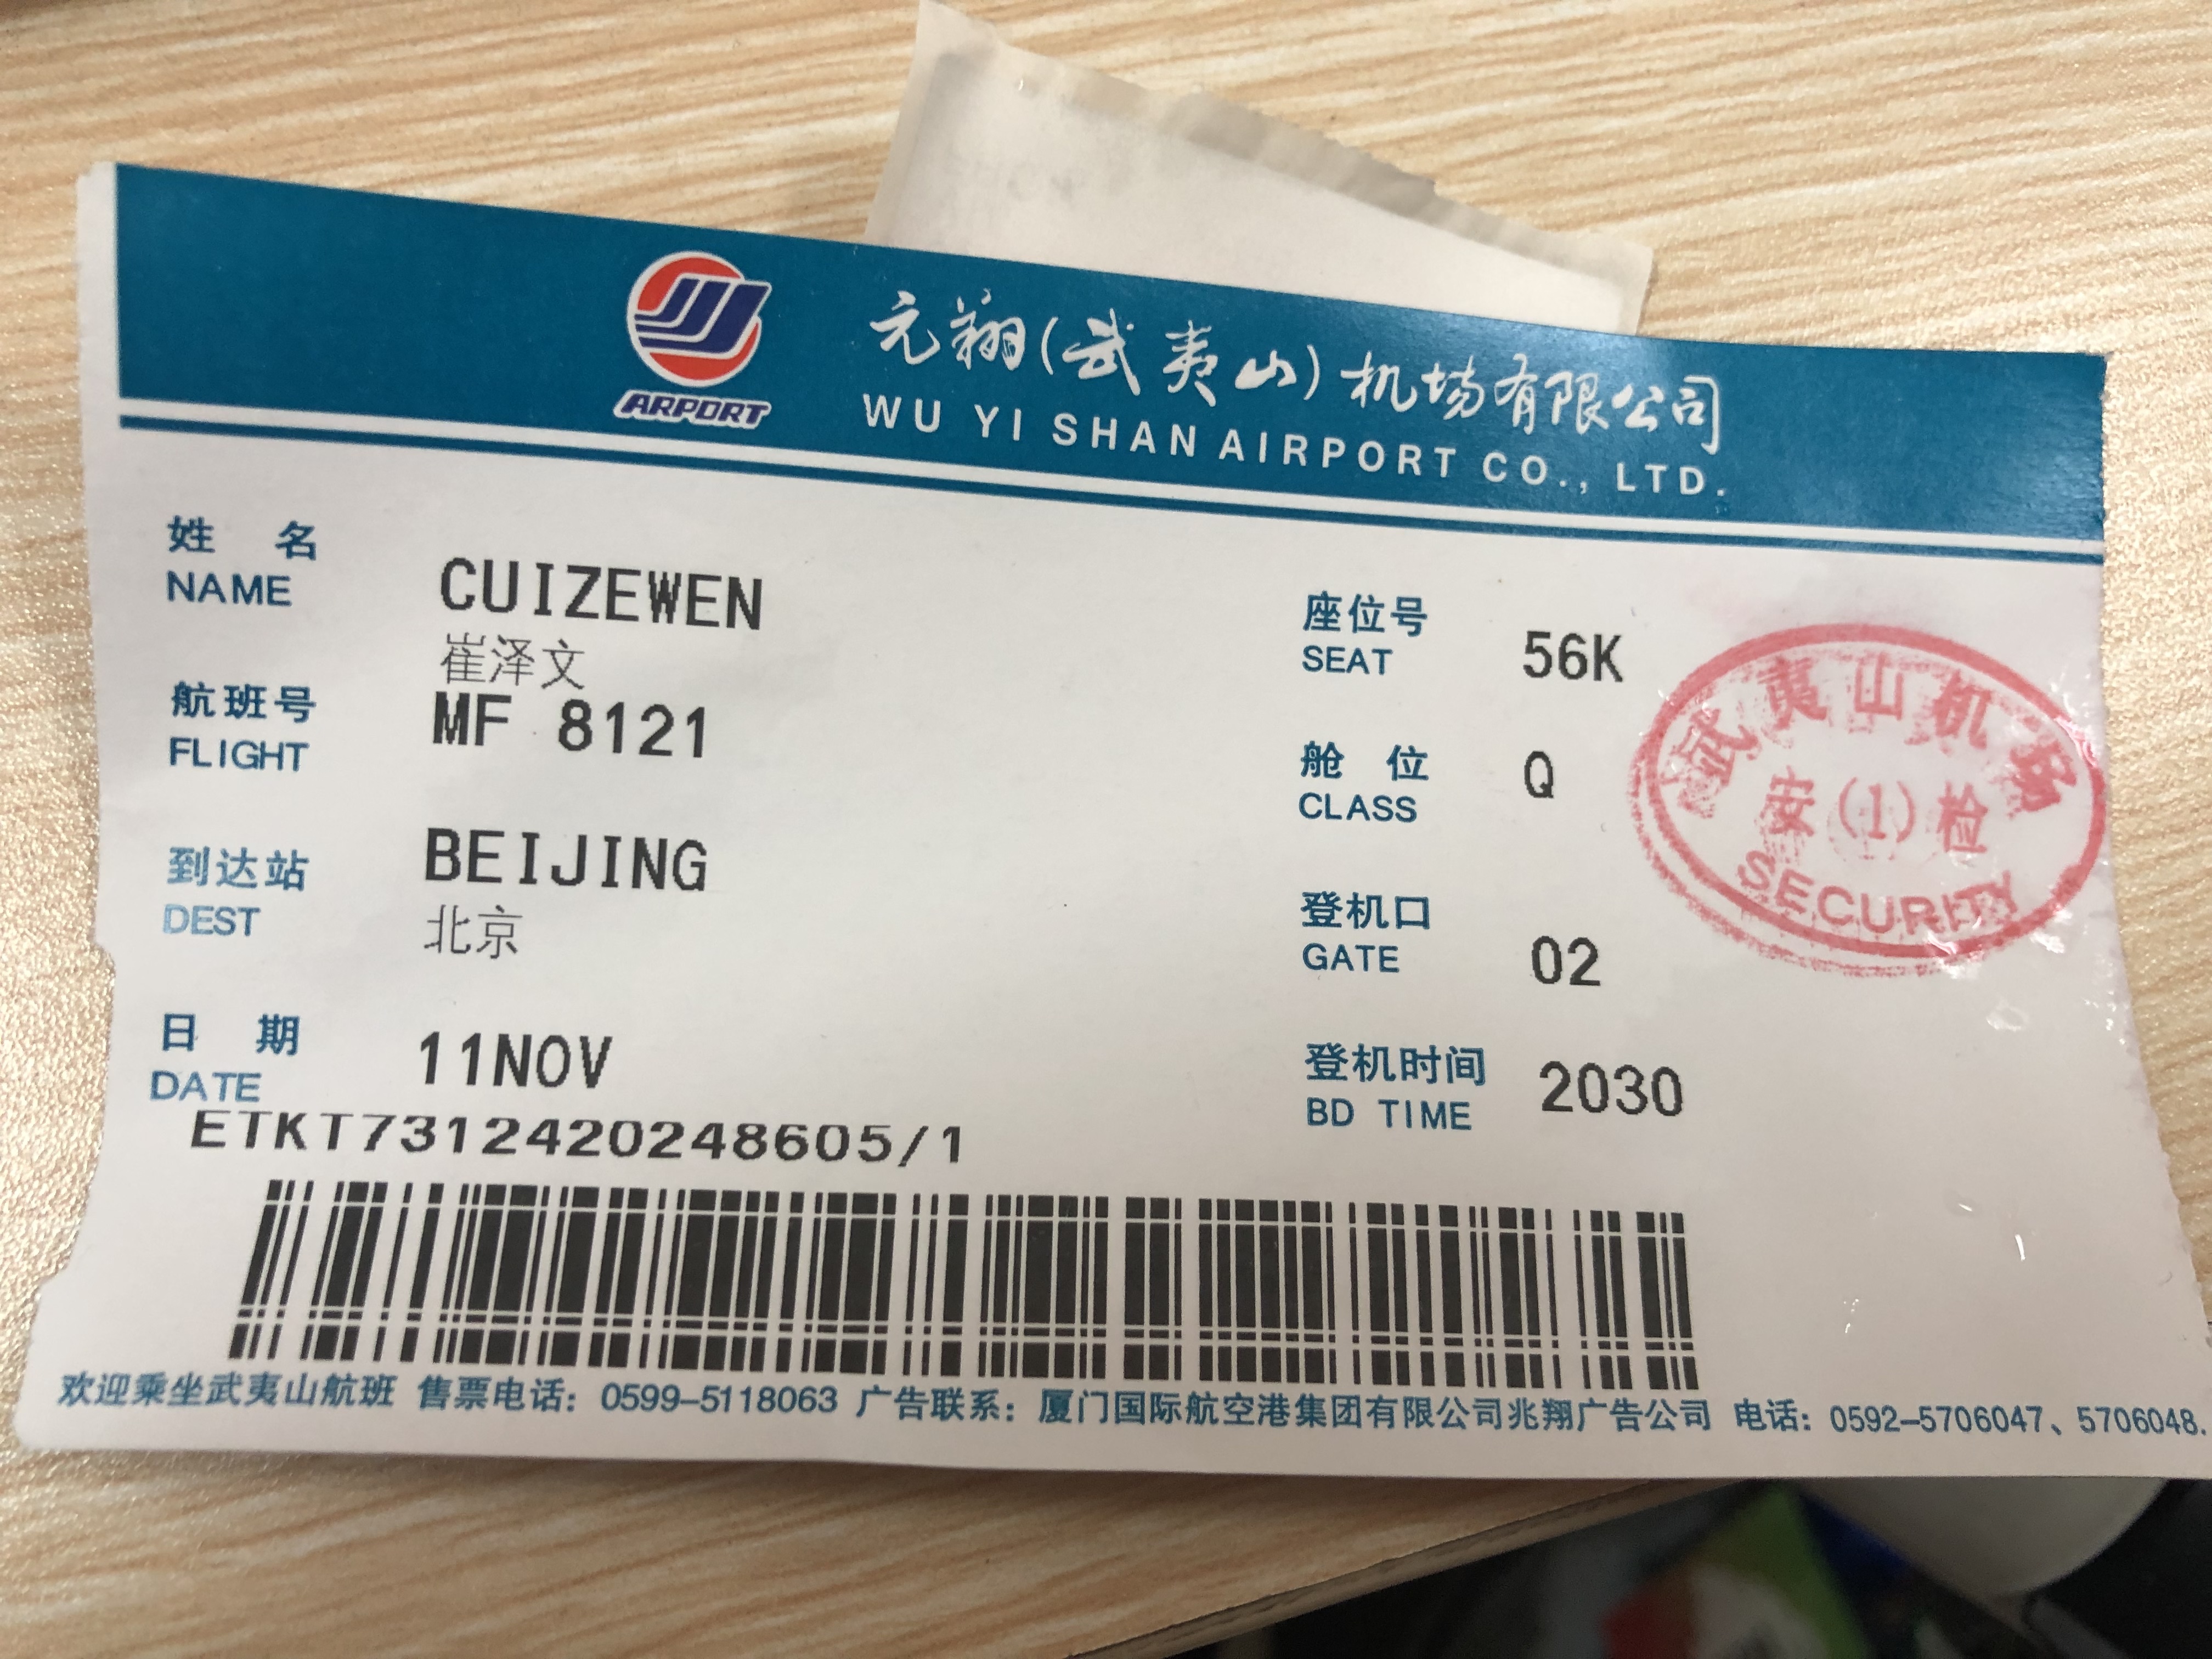 元翔(武夷山)机场有限公司
ARPORT
WU YI SHAN AIRPORT CO., LTD.
姓 名
NAME
CUIZEWEN
崔泽文
航班号
FLIGHT
MF 8121
到达站
DEST
BEIJING
北京
日 期
DATE
11NOV
ETKT7312420248605/1
座位号
SEAT
56K
舱 位
CLASS
Q
登机口
GATE
02
登机时间
BD TIME
2030
武夷山机场
安(1)检
SECURITY
欢迎乘坐武夷山航班 售票电话：0599-5118063 广告联系：厦门国际航空港集团有限公司兆翔广告公司 电话：0592-5706047、5706048.